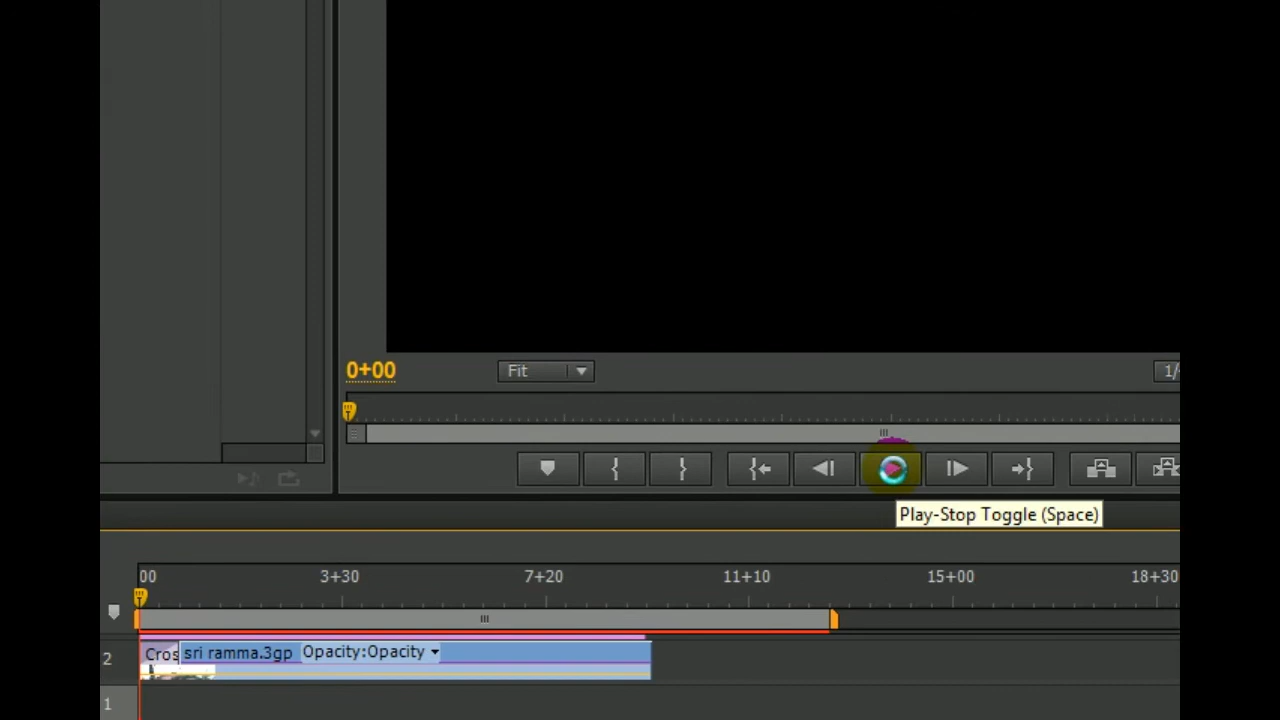 0+00
Fit
1/
Play-Stop Toggle (Space)
00 3+30 7+20 11+10 15+00 18+30
2 Cros sri ramma.3gp Opacity:Opacity
1